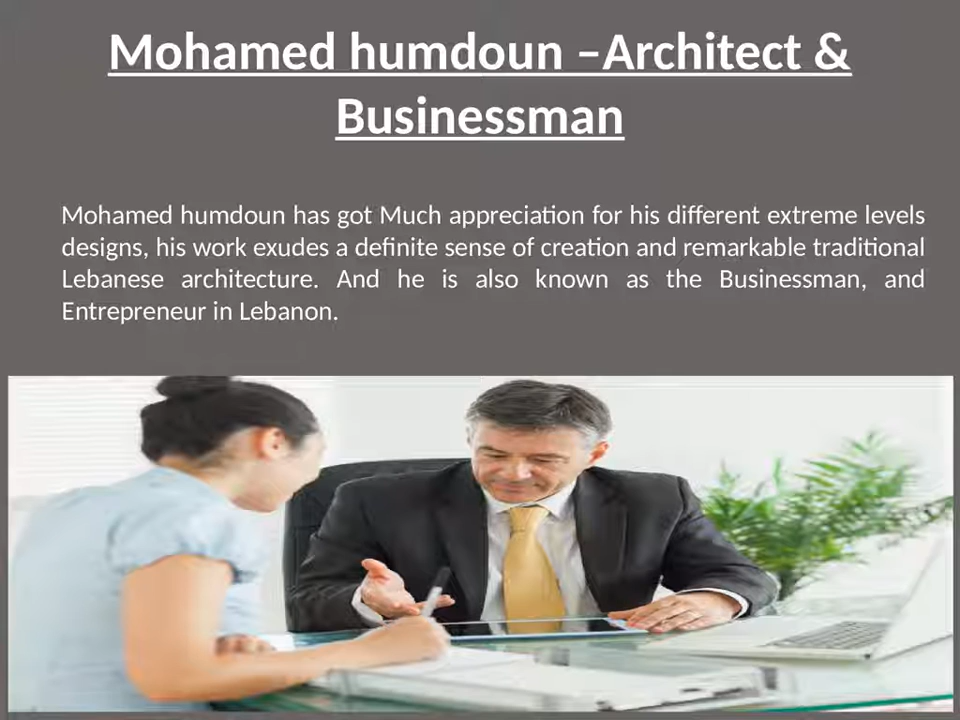 Mohamed humdoun –Architect &
Businessman
Mohamed humdoun has got Much appreciation for his different extreme levels
designs, his work exudes a definite sense of creation and remarkable traditional
Lebanese architecture. And he is also known as the Businessman, and
Entrepreneur in Lebanon.